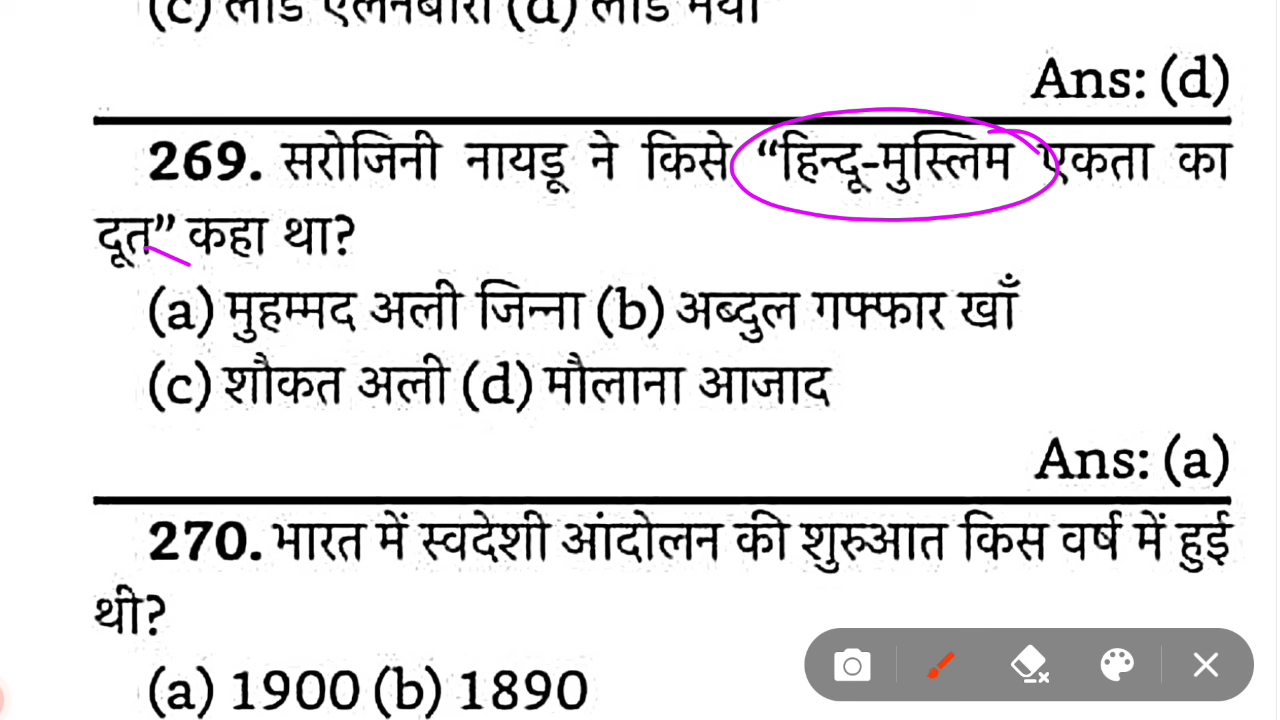 (c) लॉर्ड एलनबोरो (d) लॉर्ड मेयो
Ans: (d)
269. सरोजिनी नायडू ने किसे “हिन्दू-मुस्लिम एकता का
दूत” कहा था?
(a) मुहम्मद अली जिन्ना (b) अब्दुल गफ्फार खाँ
(c) शौकत अली (d) मौलाना आजाद
Ans: (a)
270. भारत में स्वदेशी आंदोलन की शुरुआत किस वर्ष में हुई
थी?
(a) 1900 (b) 1890